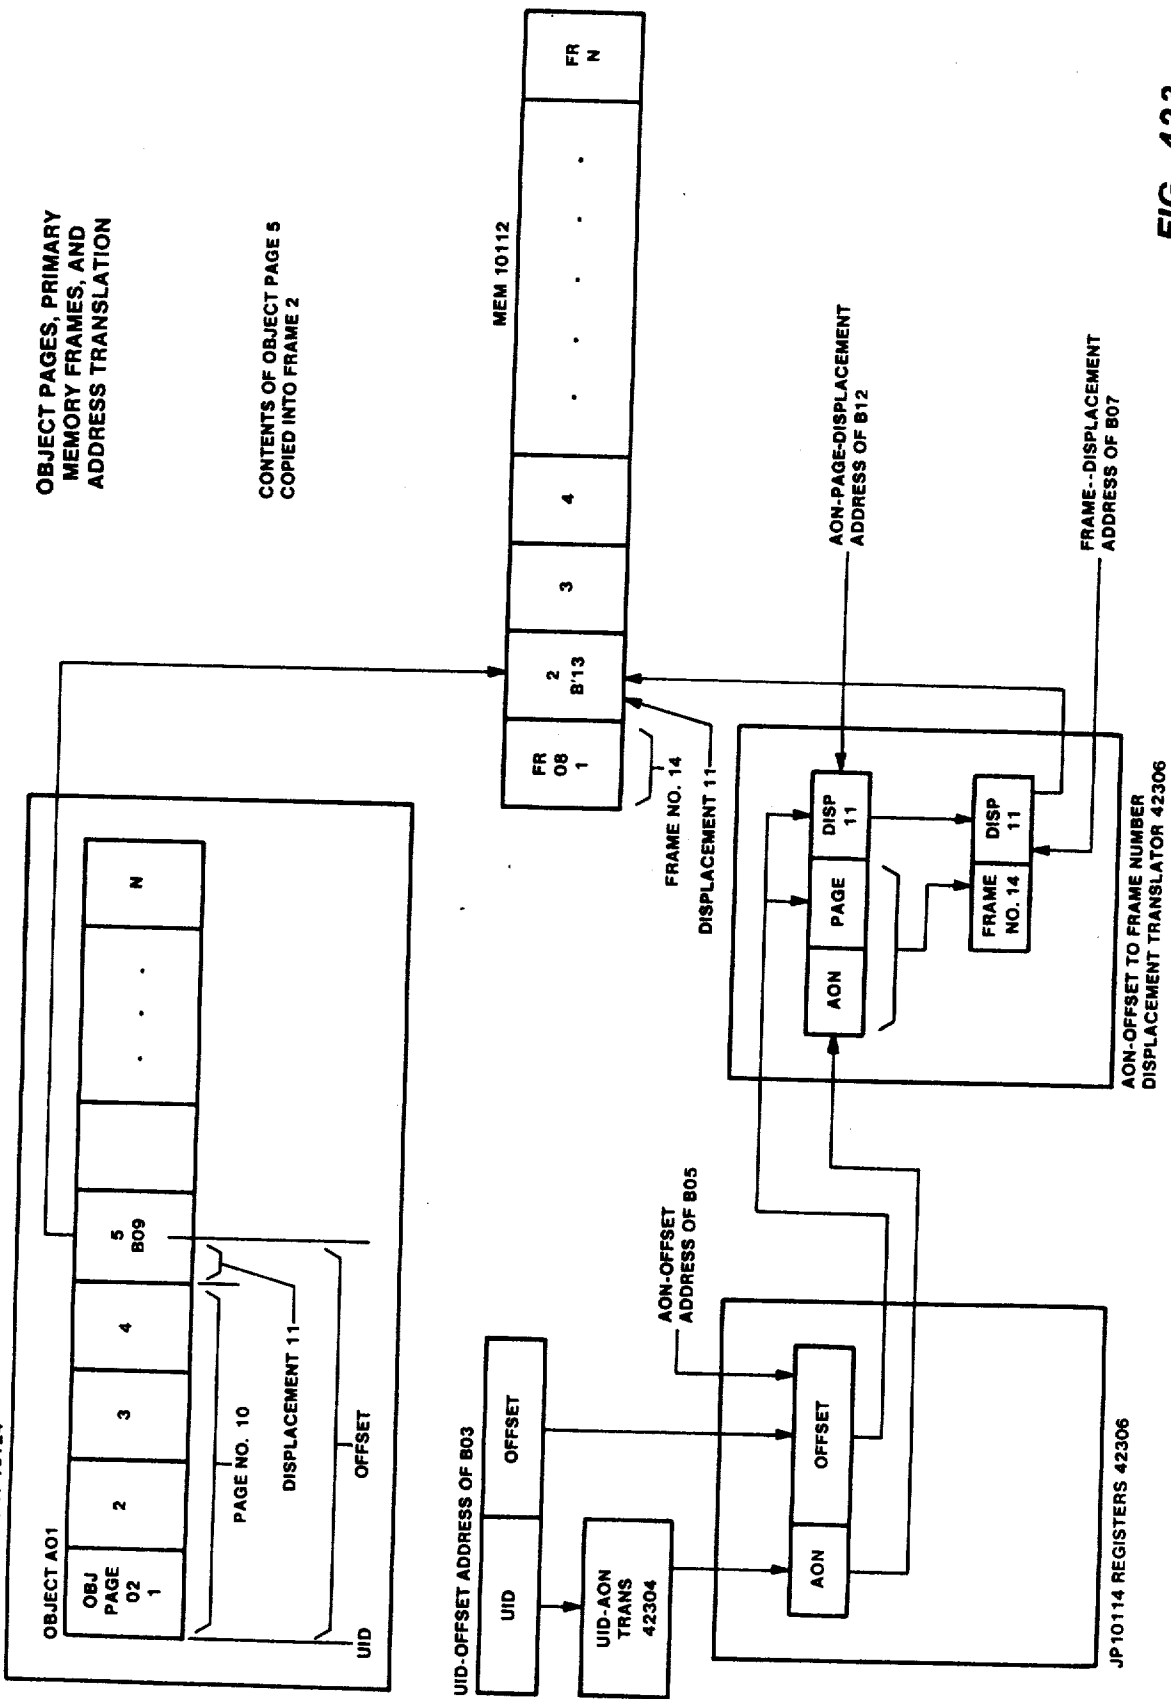 OBJECT PAGES, PRIMARY
MEMORY FRAMES, AND
ADDRESS TRANSLATION
CONTENTS OF OBJECT PAGE 5
COPIED INTO FRAME 2
OBJECT AO1
OBJ
PAGE
02
1
2
3
4
5
B09
. . .
N
PAGE NO. 10
DISPLACEMENT 11
OFFSET
UID
MEM 10112
FR
08
1
2
B'13
3
4
. . . . .
FR
N
FRAME NO. 14
DISPLACEMENT 11
UID-OFFSET ADDRESS OF B03
UID
OFFSET
UID-AON
TRANS
42304
AON-OFFSET
ADDRESS OF B05
AON
OFFSET
JP10114 REGISTERS 42306
AON-PAGE-DISPLACEMENT
ADDRESS OF B12
AON
PAGE
DISP
11
FRAME
NO. 14
DISP
11
FRAME--DISPLACEMENT
ADDRESS OF B07
AON-OFFSET TO FRAME NUMBER
DISPLACEMENT TRANSLATOR 42306
FIG. 423